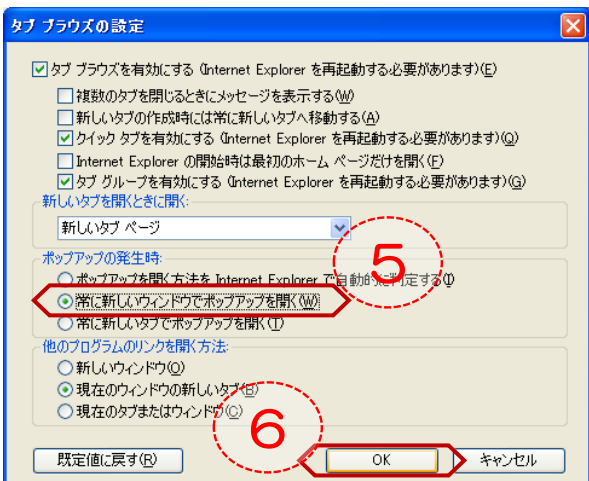 タブ ブラウズの設定
タブ ブラウズを有効にする (Internet Explorer を再起動する必要があります)(E)
複数のタブを閉じるときにメッセージを表示する(W)
新しいタブの作成時には常に新しいタブへ移動する(A)
クイック タブを有効にする (Internet Explorer を再起動する必要があります)(Q)
Internet Explorer の開始時は最初のホーム ページだけを開く(F)
タブ グループを有効にする (Internet Explorer を再起動する必要があります)(G)
新しいタブを開くときに開く:
新しいタブ ページ
5
ポップアップの発生時:
ポップアップを開く方法を Internet Explorer で自動的に判定する(I)
常に新しいウィンドウでポップアップを開く(W)
常に新しいタブでポップアップを開く(T)
他のプログラムのリンクを開く方法:
新しいウィンドウ(O)
現在のウィンドウの新しいタブ(B)
現在のタブまたはウィンドウ(C)
6
既定値に戻す(R)
OK
キャンセル